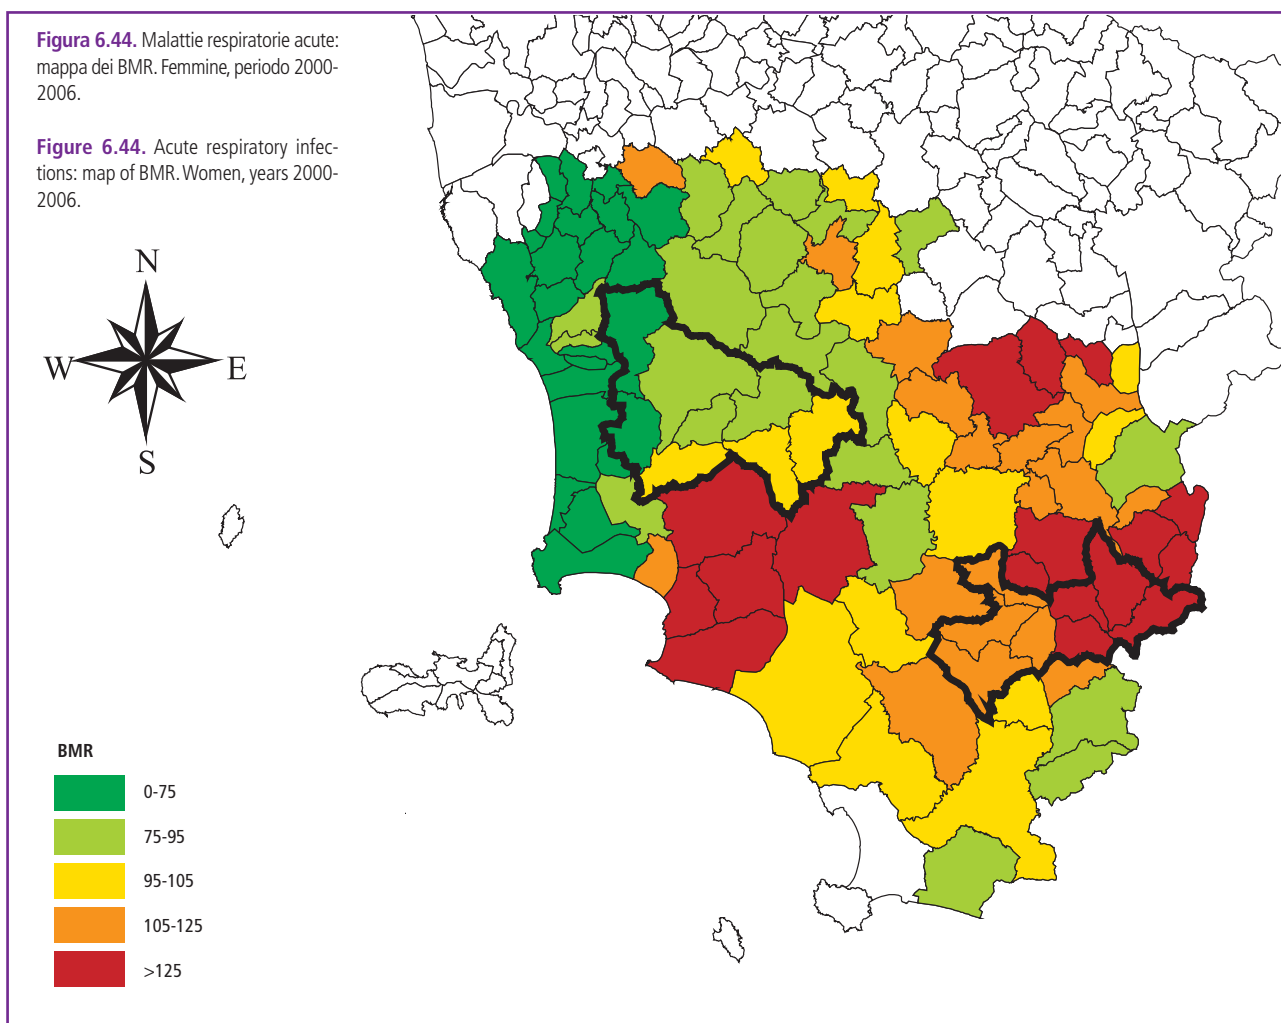 Figura 6.44. Malattie respiratorie acute:
mappa dei BMR. Femmine, periodo 2000-
2006.
Figure 6.44. Acute respiratory infec-
tions: map of BMR. Women, years 2000-
2006.
N
W E
S
BMR
0-75
75-95
95-105
105-125
>125